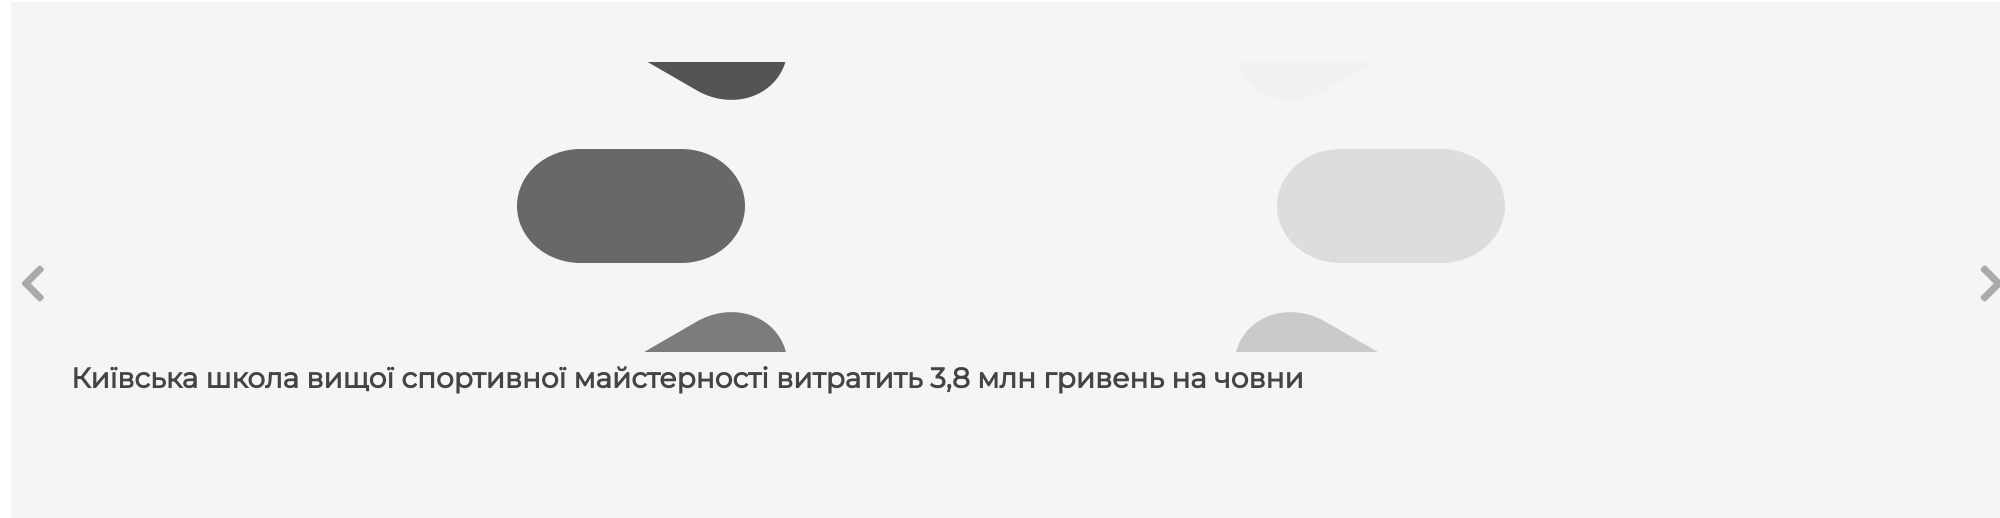 Київська школа вищої спортивної майстерності витратить 3,8 млн гривень на човни